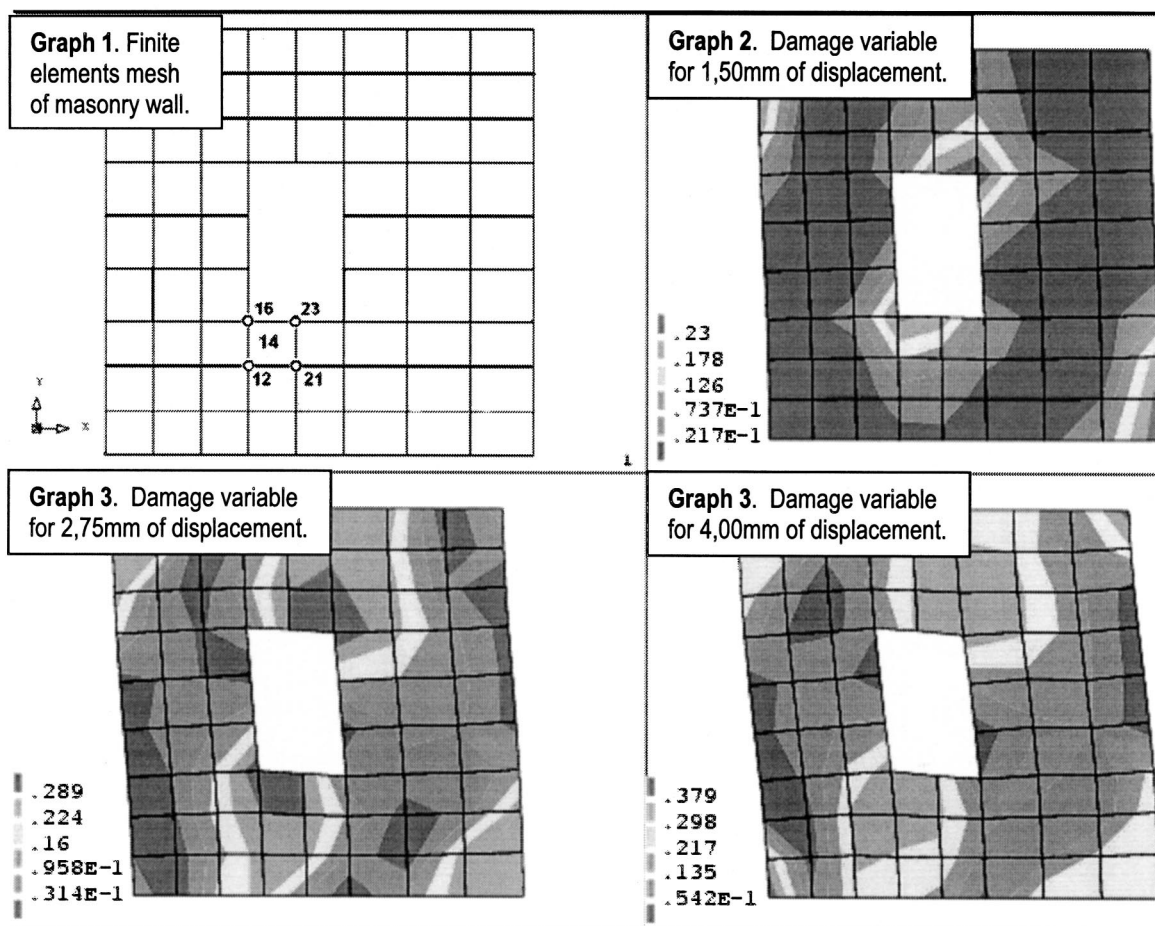 Graph 1. Finite
elements mesh
of masonry wall.
16
23
14
12
21
Y
X
1
Graph 2. Damage variable
for 1,50mm of displacement.
.23
.178
.126
.737E-1
.217E-1
Graph 3. Damage variable
for 2,75mm of displacement.
.289
.224
.16
.958E-1
.314E-1
Graph 3. Damage variable
for 4,00mm of displacement.
.379
.298
.217
.135
.542E-1